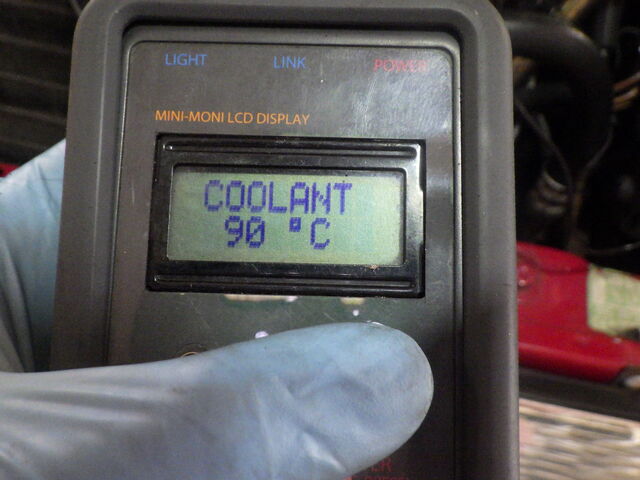 LIGHT LINK POWER
MINI-MONI LCD DISPLAY
COOLANT
90 °C